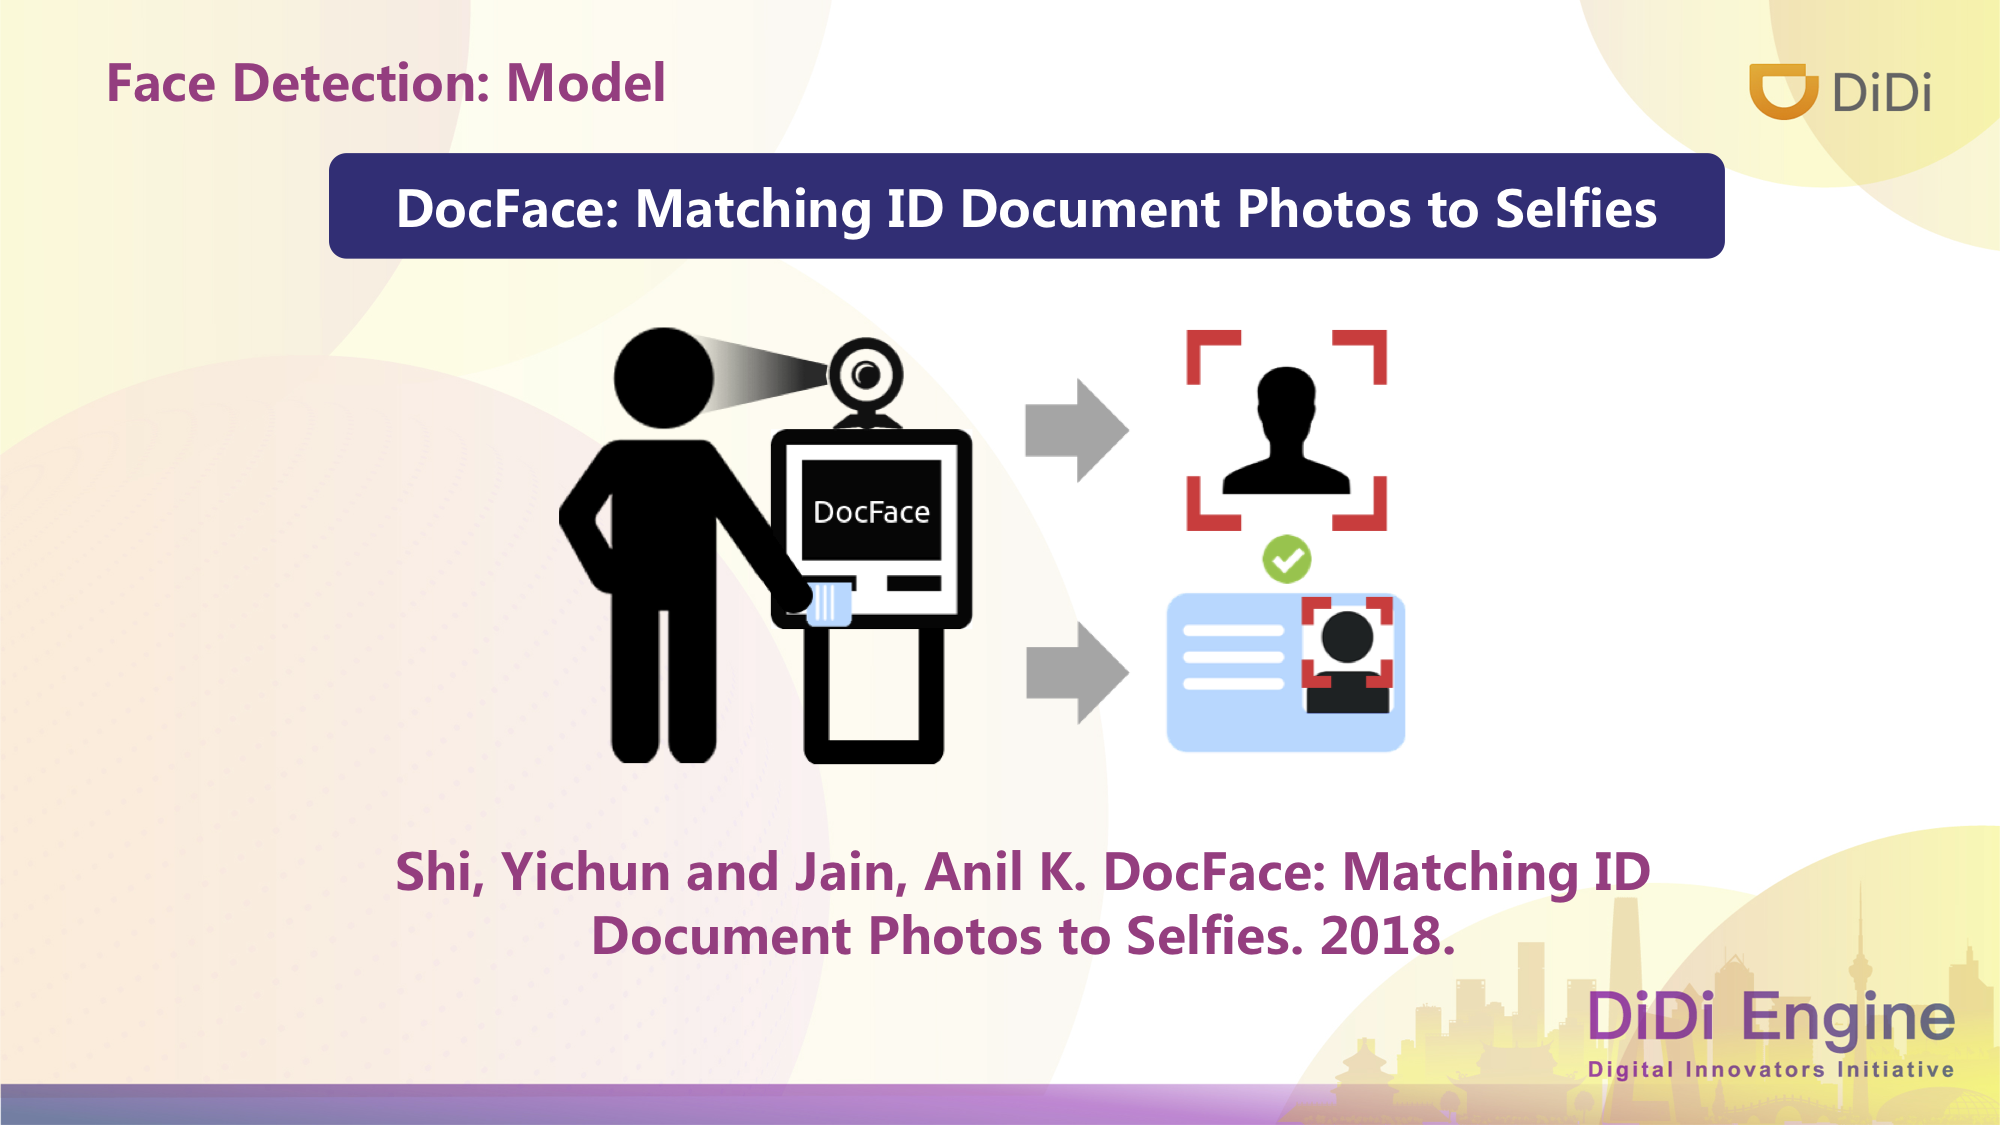 Face Detection: Model
DiDi
DocFace: Matching ID Document Photos to Selfies
DocFace
Shi, Yichun and Jain, Anil K. DocFace: Matching ID
Document Photos to Selfies. 2018.
DiDi Engine
Digital Innovators Initiative